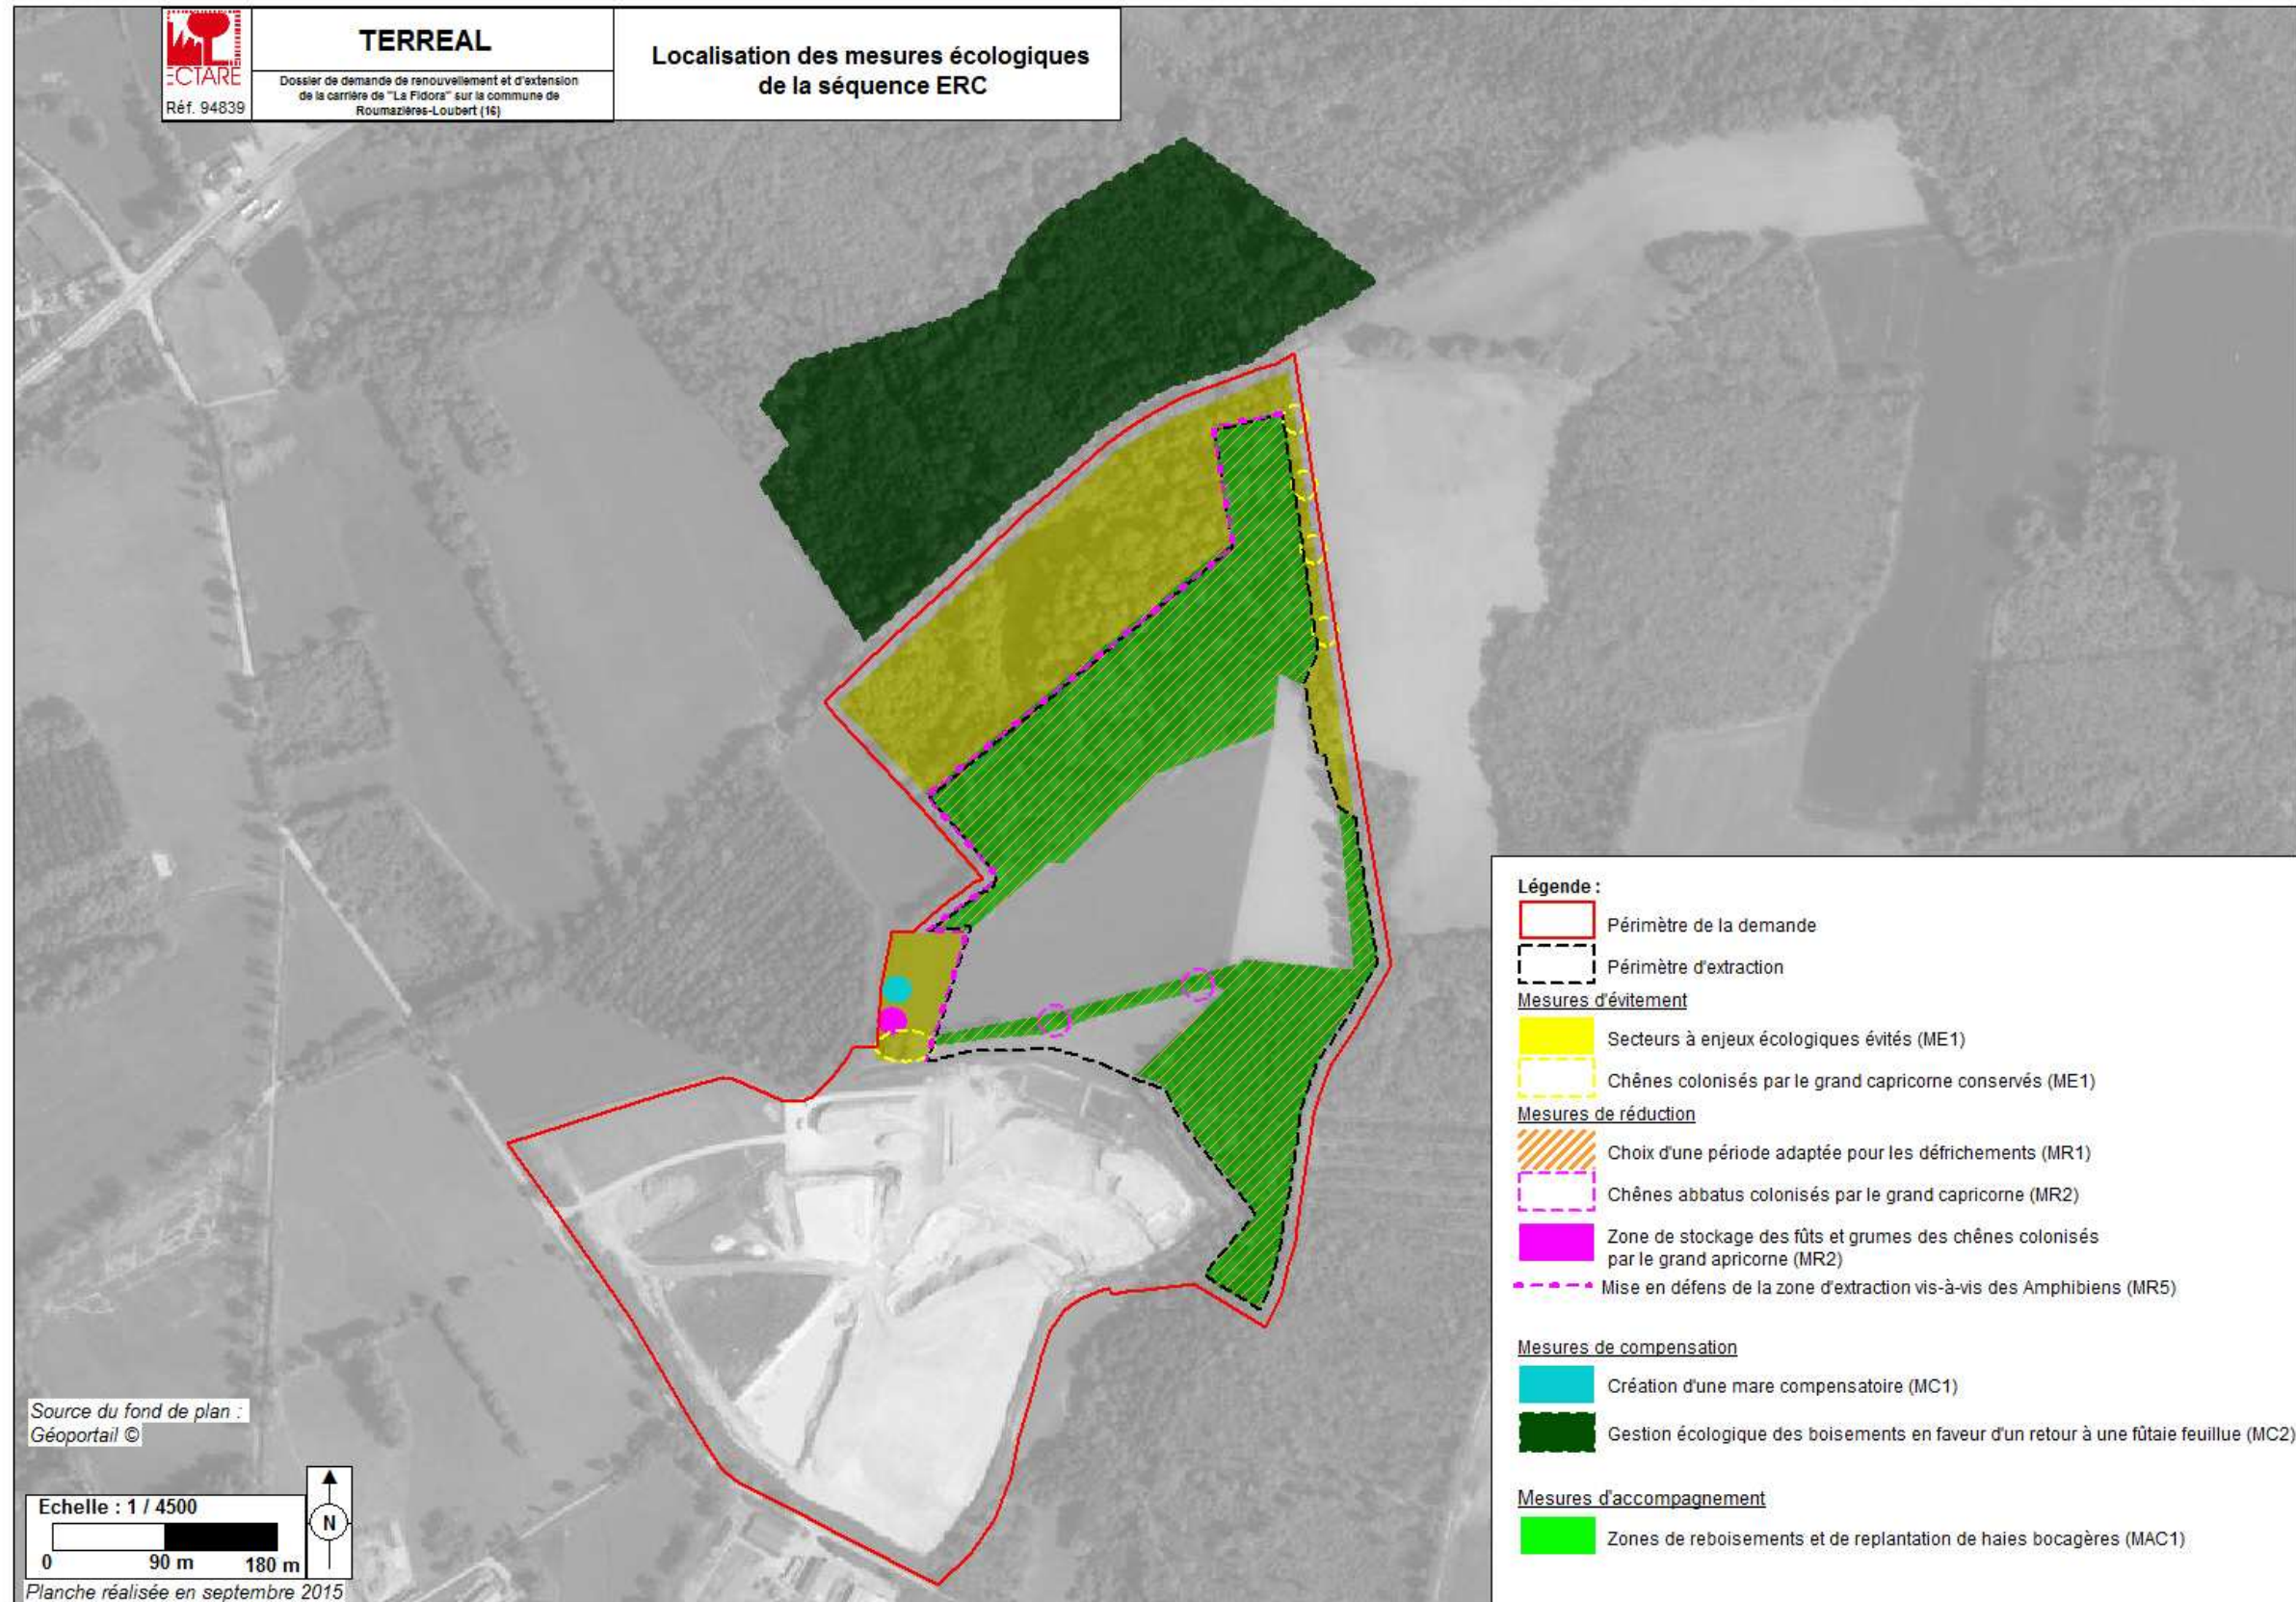 ECTARE
Réf. 94839
TERREAL
Dossier de demande de renouvellement et d'extension
de la carrière de "La Fidora" sur la commune de
Roumazières-Loubert (16)
Localisation des mesures écologiques
de la séquence ERC
Légende :
Périmètre de la demande
Périmètre d'extraction
Mesures d'évitement
Secteurs à enjeux écologiques évités (ME1)
Chênes colonisés par le grand capricorne conservés (ME1)
Mesures de réduction
Choix d'une période adaptée pour les défrichements (MR1)
Chênes abbatus colonisés par le grand capricorne (MR2)
Zone de stockage des fûts et grumes des chênes colonisés
par le grand apricorne (MR2)
Mise en défens de la zone d'extraction vis-à-vis des Amphibiens (MR5)
Mesures de compensation
Création d'une mare compensatoire (MC1)
Gestion écologique des boisements en faveur d'un retour à une fûtaie feuillue (MC2)
Mesures d'accompagnement
Zones de reboisements et de replantation de haies bocagères (MAC1)
Source du fond de plan :
Géoportail ©
Echelle : 1 / 4500
0 90 m 180 m
N
Planche réalisée en septembre 2015